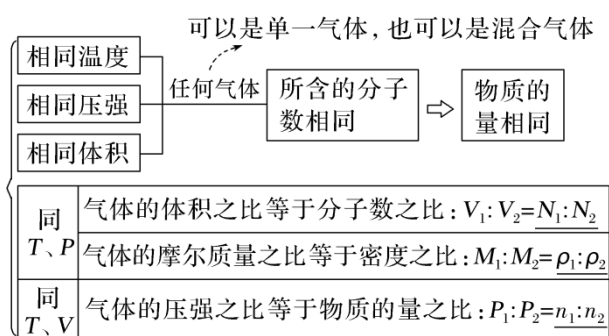 可以是单一气体，也可以是混合气体
相同温度
相同压强
相同体积
任何气体
所含的分子
数相同
物质的
量相同
同
T、P
气体的体积之比等于分子数之比：V₁:V₂=N₁:N₂
气体的摩尔质量之比等于密度之比：M₁:M₂=ρ₁:ρ₂
同
T、V
气体的压强之比等于物质的量之比：P₁:P₂=n₁:n₂